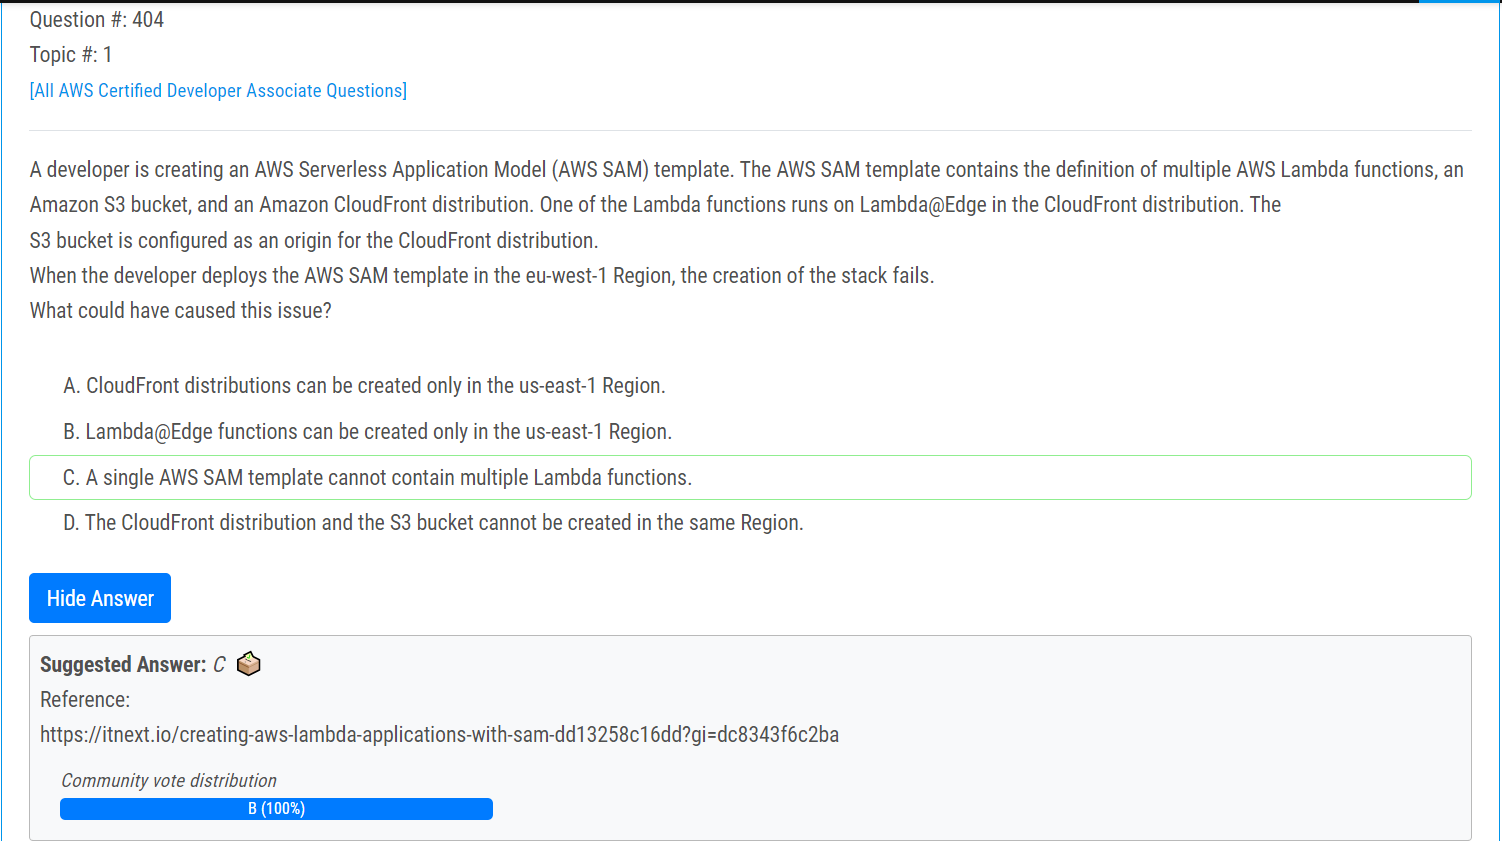 Question #: 404
Topic #: 1
[All AWS Certified Developer Associate Questions]
A developer is creating an AWS Serverless Application Model (AWS SAM) template. The AWS SAM template contains the definition of multiple AWS Lambda functions, an
Amazon S3 bucket, and an Amazon CloudFront distribution. One of the Lambda functions runs on Lambda@Edge in the CloudFront distribution. The
S3 bucket is configured as an origin for the CloudFront distribution.
When the developer deploys the AWS SAM template in the eu-west-1 Region, the creation of the stack fails.
What could have caused this issue?
A. CloudFront distributions can be created only in the us-east-1 Region.
B. Lambda@Edge functions can be created only in the us-east-1 Region.
C. A single AWS SAM template cannot contain multiple Lambda functions.
D. The CloudFront distribution and the S3 bucket cannot be created in the same Region.
Hide Answer
Suggested Answer: C
Reference:
https://itnext.io/creating-aws-lambda-applications-with-sam-dd13258c16dd?gi=dc8343f6c2ba
Community vote distribution
B (100%)